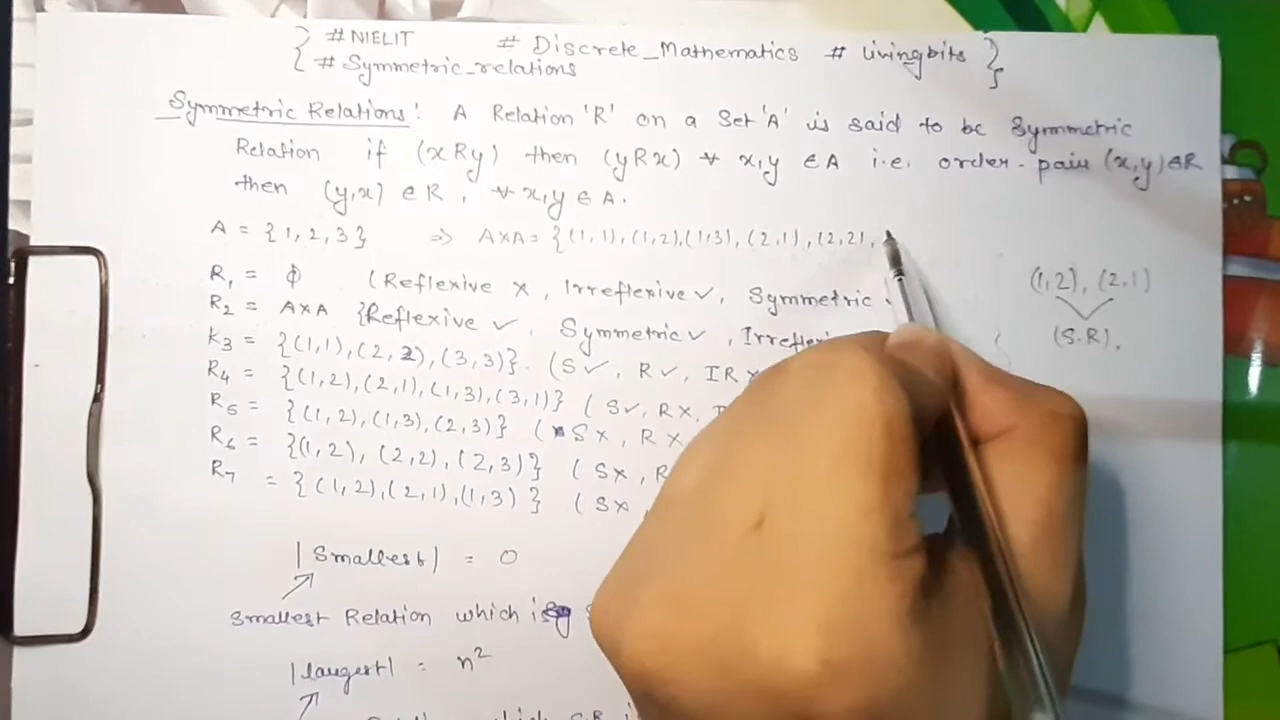 { #NIELIT # Discrete_Mathematics # livingbits }
# Symmetric_relations
Symmetric Relations: A Relation 'R' on a Set 'A' is said to be Symmetric
Relation if (xRy) then (yRx) ∀ x,y ∈A i.e. order-pair (x,y)∈R
then (y,x) ∈ R, ∀ x,y ∈ A.
A = {1,2,3} ⇒ A×A = {(1,1),(1,2),(1,3),(2,1),(2,2),
R1 = ϕ (Reflexive ×, Irreflexive ✓, Symmetric
(1,2), (2,1)
R2 = A×A {Reflexive ✓, Symmetric ✓,
(S.R).
R3 = {(1,1),(2,2),(3,3)}. (S✓, R✓, IR×
R4 = {(1,2),(2,1),(1,3),(3,1)} (S✓, R×,
R5 = {(1,2),(1,3),(2,3)} (S×, R×,
R6 = {(1,2),(2,2),(2,3)} (S×, R
R7 = {(1,2),(2,1),(1,3)} (S×,
|Smallest| = 0
Smallest Relation which is
|largest| = n²